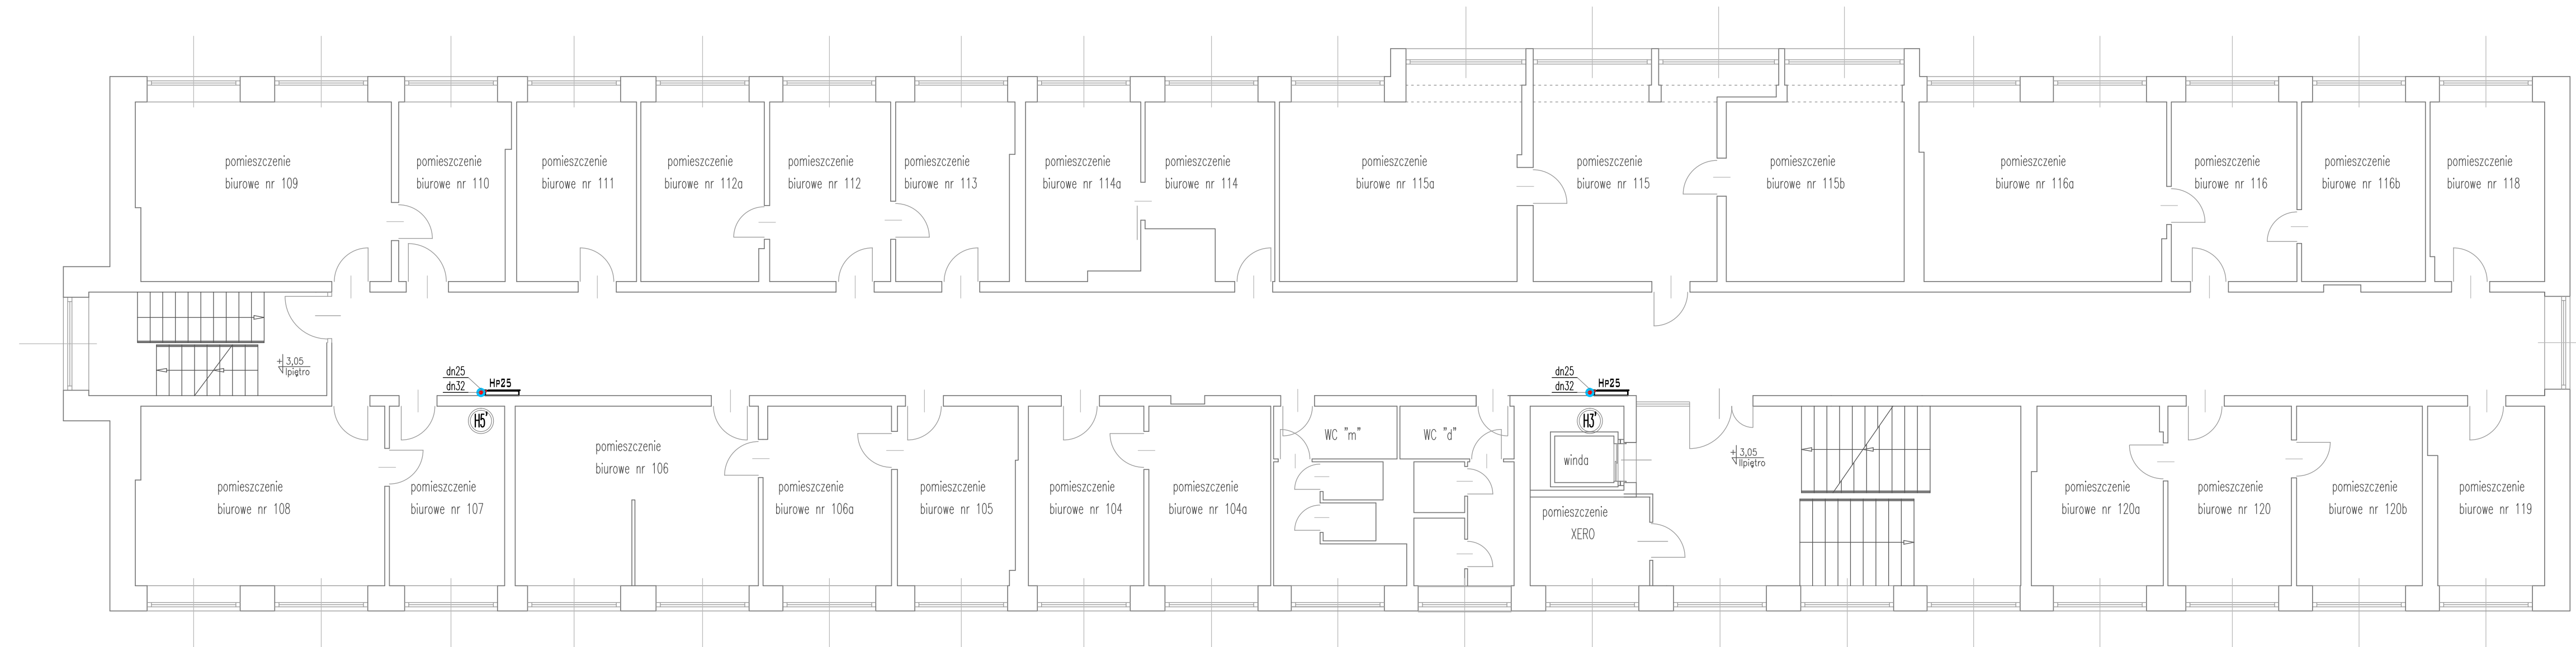 pomieszczenie
biurowe nr 109
pomieszczenie
biurowe nr 110
pomieszczenie
biurowe nr 111
pomieszczenie
biurowe nr 112a
pomieszczenie
biurowe nr 112
pomieszczenie
biurowe nr 113
pomieszczenie
biurowe nr 114a
pomieszczenie
biurowe nr 114
pomieszczenie
biurowe nr 115a
pomieszczenie
biurowe nr 115
pomieszczenie
biurowe nr 115b
pomieszczenie
biurowe nr 116a
pomieszczenie
biurowe nr 116
pomieszczenie
biurowe nr 116b
pomieszczenie
biurowe nr 118
+3,05
Ipiętro
dn25
dn32
Hp25
H5'
dn25
dn32
Hp25
H3'
pomieszczenie
biurowe nr 108
pomieszczenie
biurowe nr 107
pomieszczenie
biurowe nr 106
pomieszczenie
biurowe nr 106a
pomieszczenie
biurowe nr 105
pomieszczenie
biurowe nr 104
pomieszczenie
biurowe nr 104a
WC "m"
WC "d"
winda
pomieszczenie
XERO
+3,05
IIpiętro
pomieszczenie
biurowe nr 120a
pomieszczenie
biurowe nr 120
pomieszczenie
biurowe nr 120b
pomieszczenie
biurowe nr 119